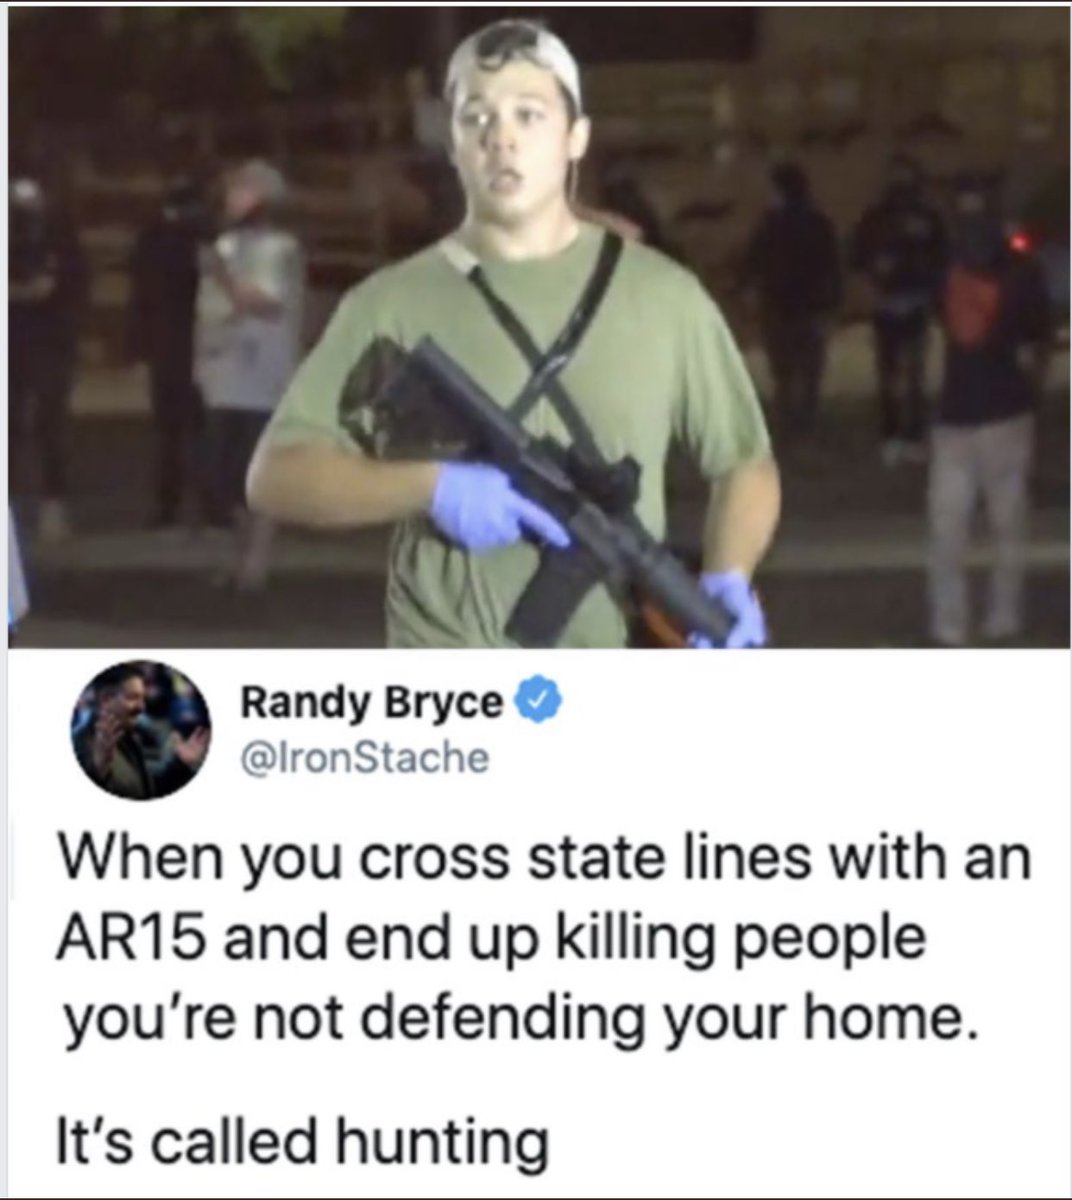 Randy Bryce
@IronStache
When you cross state lines with an
AR15 and end up killing people
you’re not defending your home.
It’s called hunting